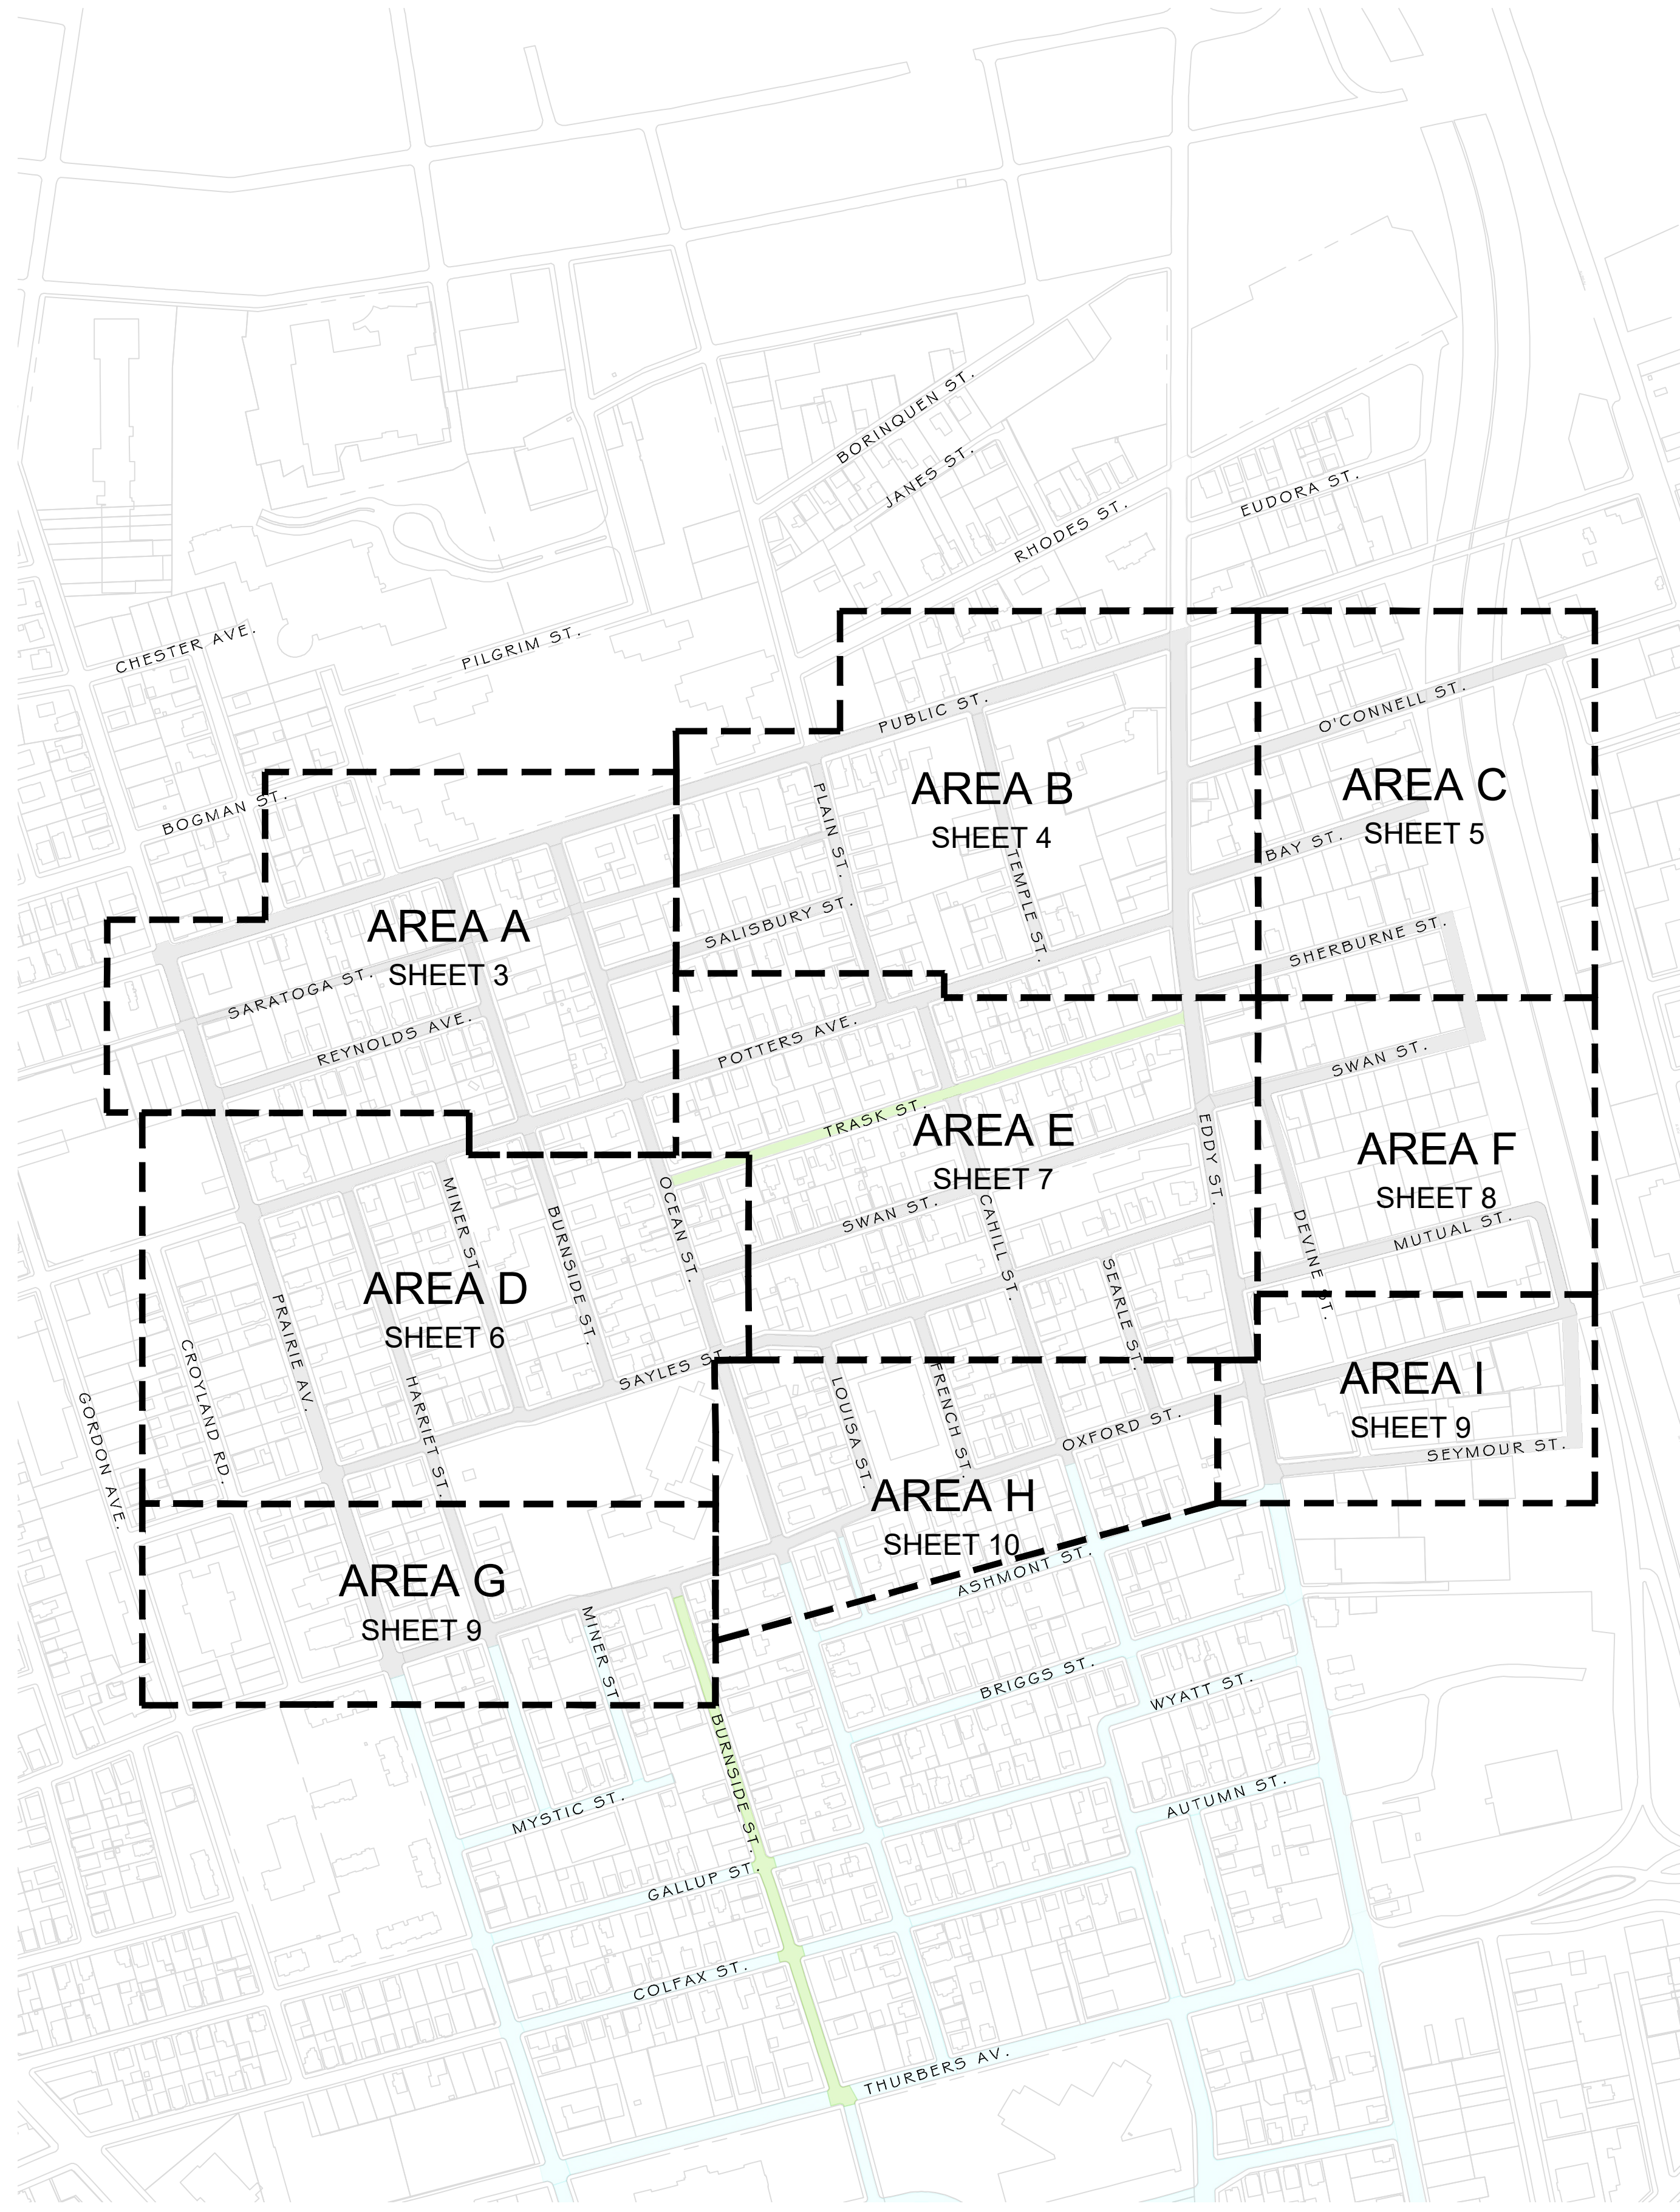 BORINQUEN ST.
JANES ST.
EUDORA ST.
RHODES ST.
CHESTER AVE.
PILGRIM ST.
PUBLIC ST.
O'CONNELL ST.
BOGMAN ST.
PLAIN ST.
AREA B
SHEET 4
AREA C
SHEET 5
BAY ST.
TEMPLE ST.
AREA A
SHEET 3
SALISBURY ST.
SHERBURNE ST.
SARATOGA ST.
REYNOLDS AVE.
POTTERS AVE.
SWAN ST.
TRASK ST.
AREA E
SHEET 7
EDDY ST.
AREA F
SHEET 8
MINER ST.
BURNSIDE ST.
OCEAN ST.
SWAN ST.
CAHILL ST.
DEVINE ST.
MUTUAL ST.
AREA D
SHEET 6
SEARLE ST.
PRAIRIE AV.
CROYLAND RD.
SAYLES ST.
HARRIET ST.
GORDON AVE.
LOUISA ST.
FRENCH ST.
OXFORD ST.
AREA I
SHEET 9
SEYMOUR ST.
AREA H
SHEET 10
ASHMONT ST.
AREA G
SHEET 9
MINER ST.
BRIGGS ST.
WYATT ST.
BURNSIDE ST.
MYSTIC ST.
AUTUMN ST.
GALLUP ST.
COLFAX ST.
THURBERS AV.